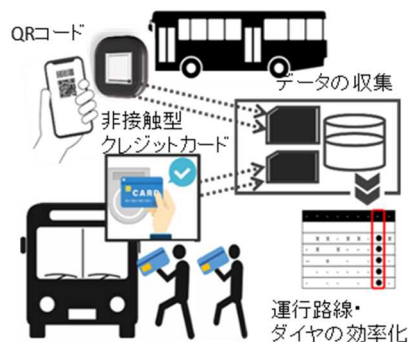 QRコード
データの収集
非接触型
クレジットカード
CARD
運行路線・
ダイヤの効率化